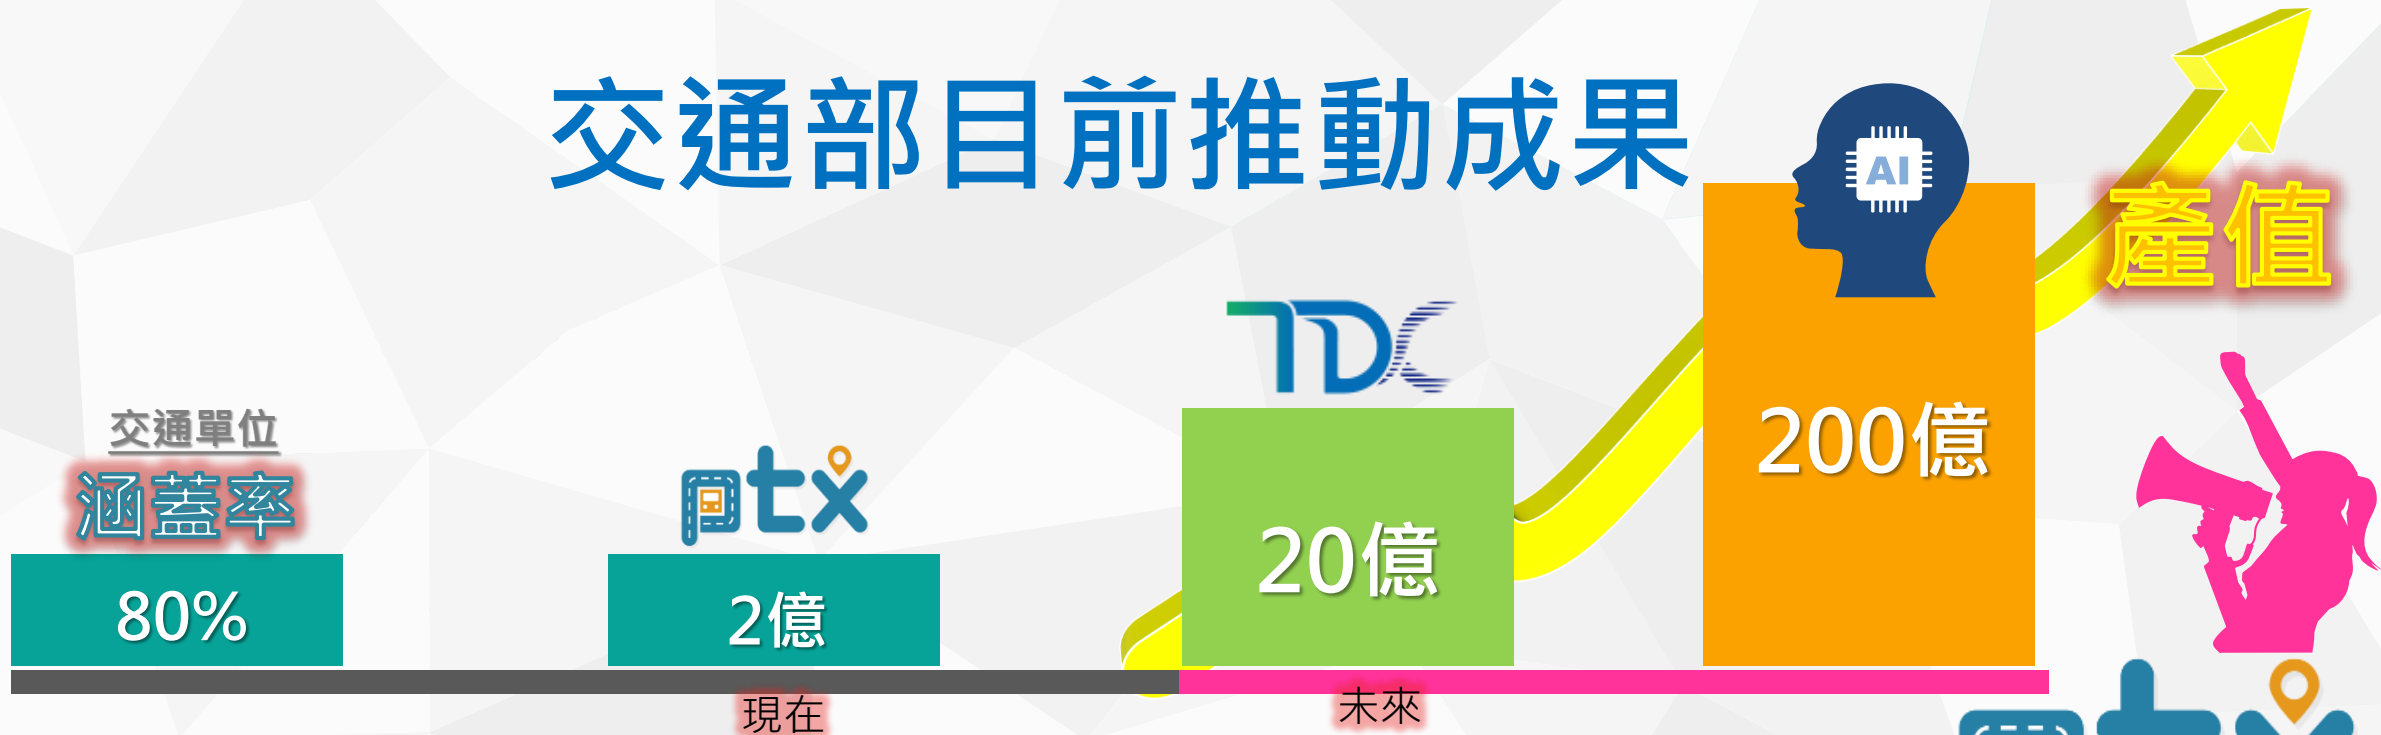 交通部目前推動成果
AI
產值
TDX
200億
交通單位
涵蓋率
ptx
20億
80%
2億
現在
未來